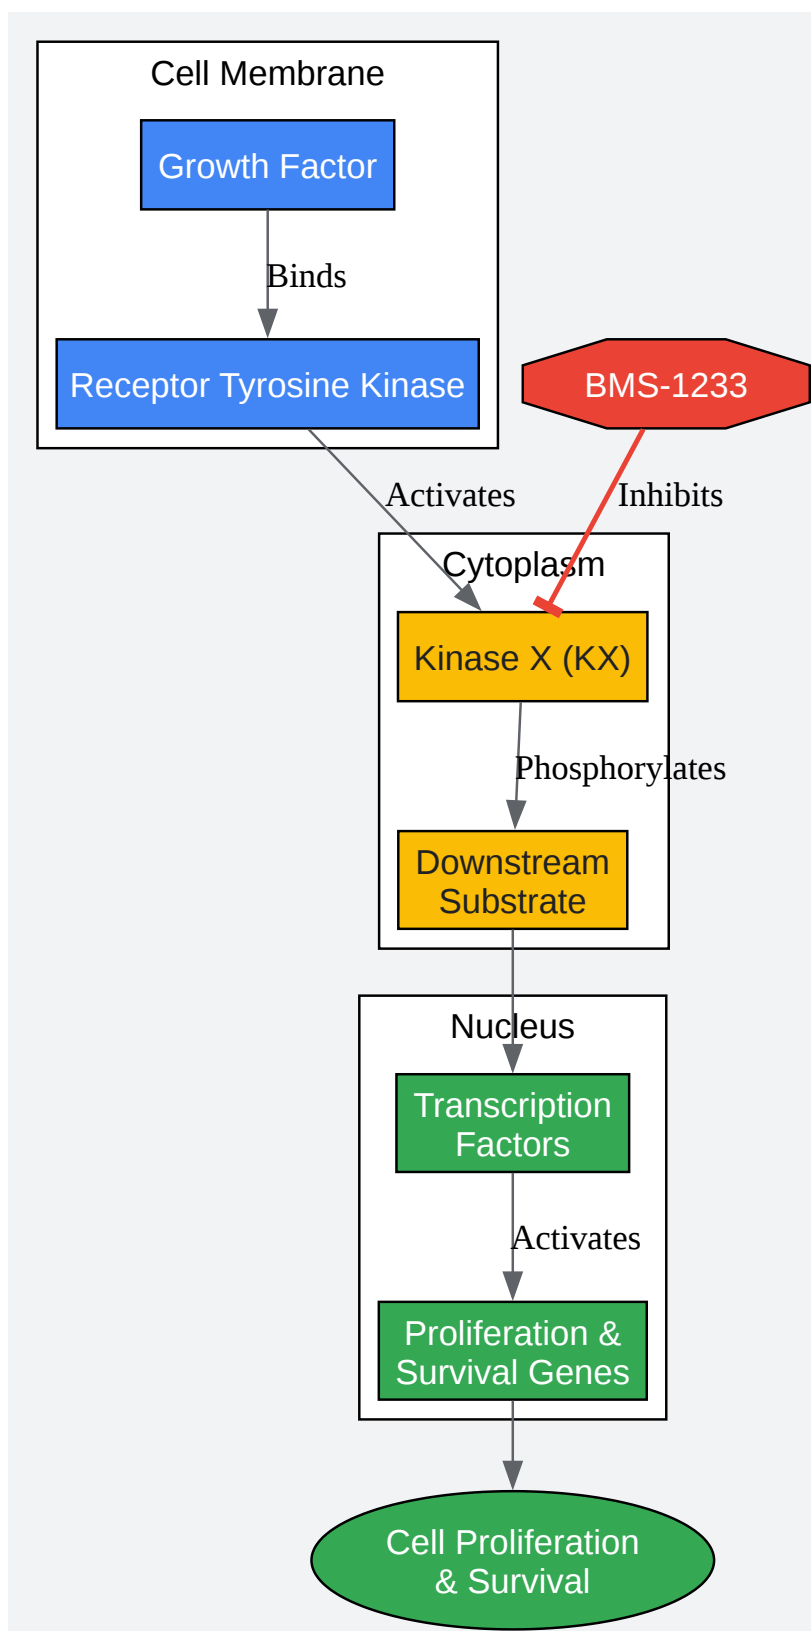 Cell Membrane
Growth Factor
Binds
Receptor Tyrosine Kinase
BMS-1233
Activates
Inhibits
Cytoplasm
Kinase X (KX)
Phosphorylates
Downstream
Substrate
Nucleus
Transcription
Factors
Activates
Proliferation &
Survival Genes
Cell Proliferation
& Survival